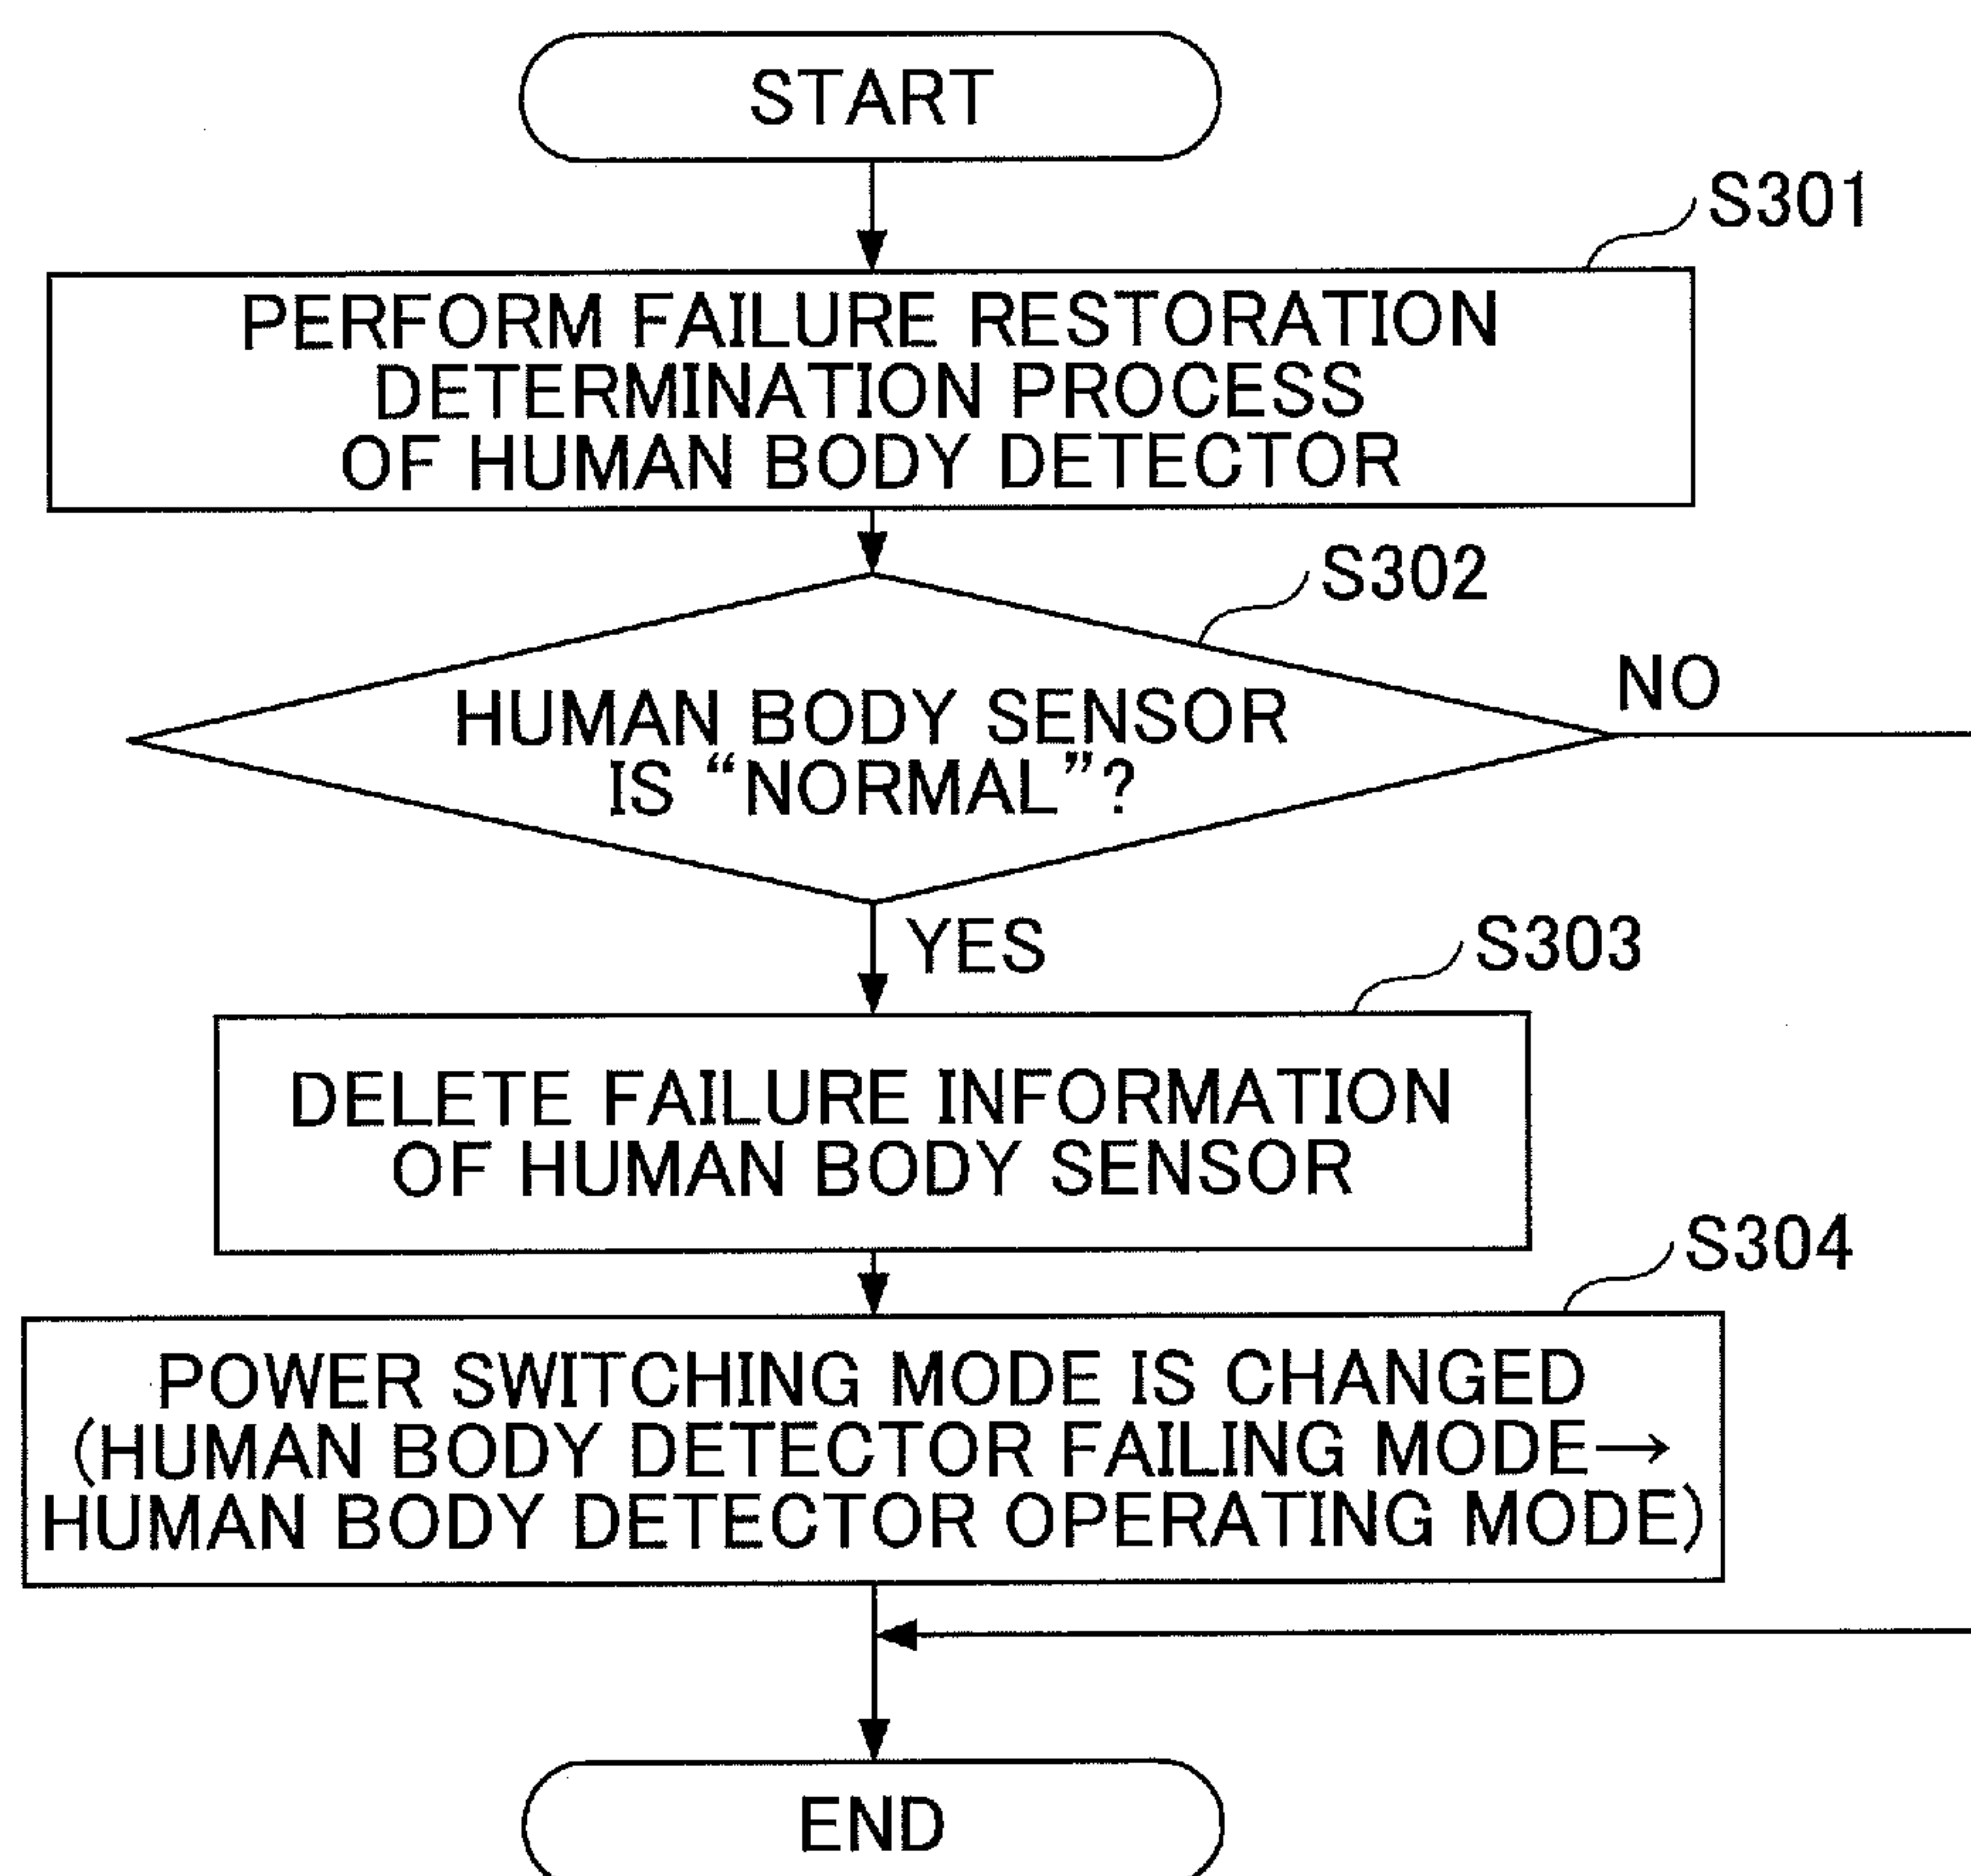 START
S301
PERFORM FAILURE RESTORATION
DETERMINATION PROCESS
OF HUMAN BODY DETECTOR
S302
HUMAN BODY SENSOR
IS “NORMAL”?
NO
YES
S303
DELETE FAILURE INFORMATION
OF HUMAN BODY SENSOR
S304
POWER SWITCHING MODE IS CHANGED
(HUMAN BODY DETECTOR FAILING MODE→
HUMAN BODY DETECTOR OPERATING MODE)
END